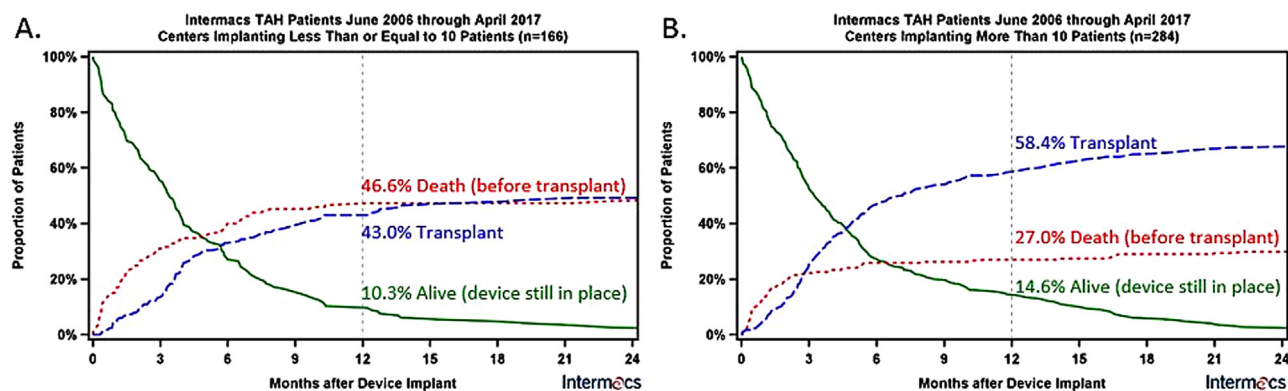 A.
Intermacs TAH Patients June 2006 through April 2017
Centers Implanting Less Than or Equal to 10 Patients (n=166)
Proportion of Patients
100%
80%
60%
40%
20%
0%
46.6% Death (before transplant)
43.0% Transplant
10.3% Alive (device still in place)
0 3 6 9 12 15 18 21 24
Months after Device Implant
Intermacs
B.
Intermacs TAH Patients June 2006 through April 2017
Centers Implanting More Than 10 Patients (n=284)
Proportion of Patients
100%
80%
60%
40%
20%
0%
58.4% Transplant
27.0% Death (before transplant)
14.6% Alive (device still in place)
0 3 6 9 12 15 18 21 24
Months after Device Implant
Intermacs